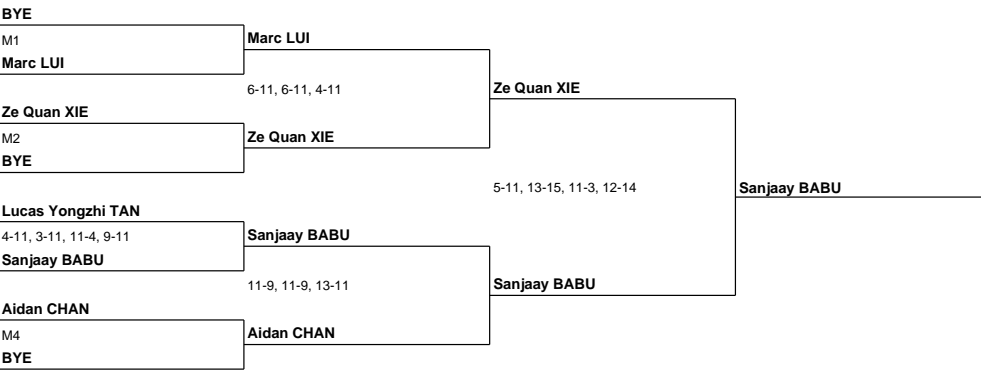 BYE
M1
Marc LUI
Marc LUI
6-11, 6-11, 4-11
Ze Quan XIE
Ze Quan XIE
M2
BYE
Ze Quan XIE
5-11, 13-15, 11-3, 12-14
Sanjaay BABU
Lucas Yongzhi TAN
4-11, 3-11, 11-4, 9-11
Sanjaay BABU
Sanjaay BABU
11-9, 11-9, 13-11
Sanjaay BABU
Aidan CHAN
M4
BYE
Aidan CHAN